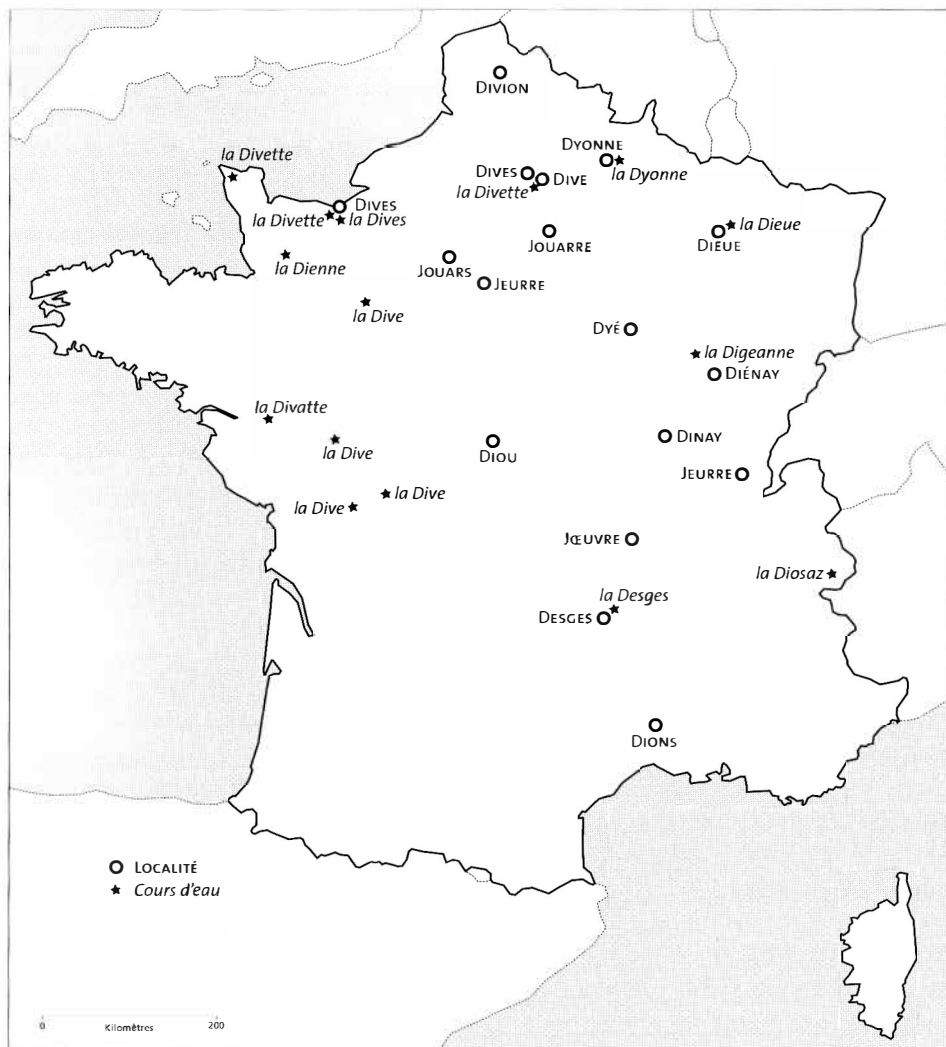 DIVION
DYONNE
la Dyonne
la Divette
DIVES
DIVE
la Divette
DIVES
la Divette
la Dives
la Dieue
DIEUE
JOUARRE
la Dienne
JOUARS
JEURRE
la Dive
DYÉ
la Digeanne
DIÉNAY
la Divatte
la Dive
DIOU
DINAY
JEURRE
la Dive
la Dive
JŒUVRE
la Diosaz
la Desges
DESGES
DIONS
LOCALITÉ
Cours d'eau
0 Kilomètres 200